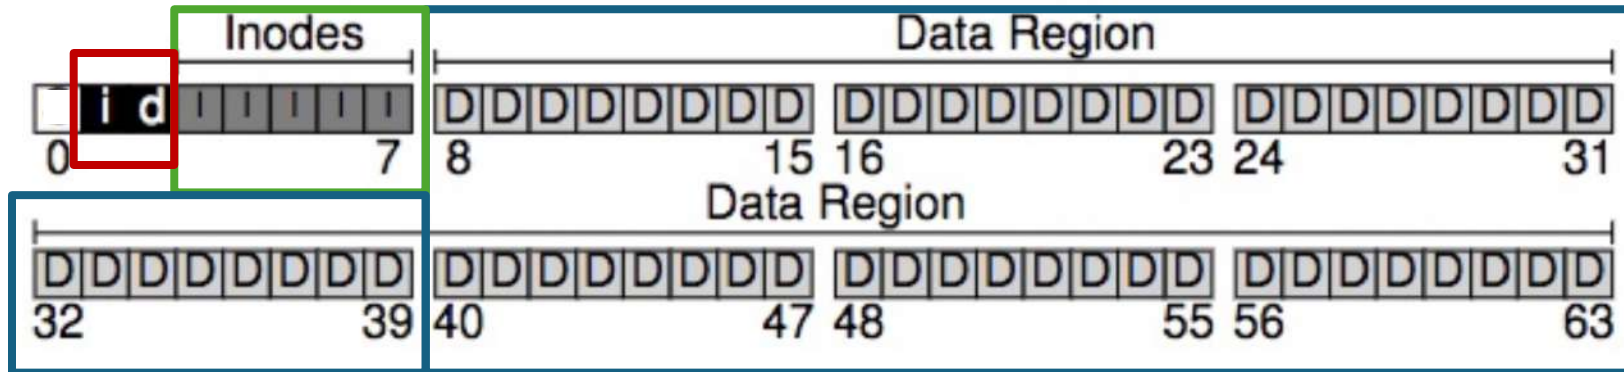 Inodes Data Region
i d I I I I I D D D D D D D D D D D D D D D D D D D D D D D D
0 7 8 15 16 23 24 31
Data Region
D D D D D D D D D D D D D D D D D D D D D D D D D D D D D D D D
32 39 40 47 48 55 56 63